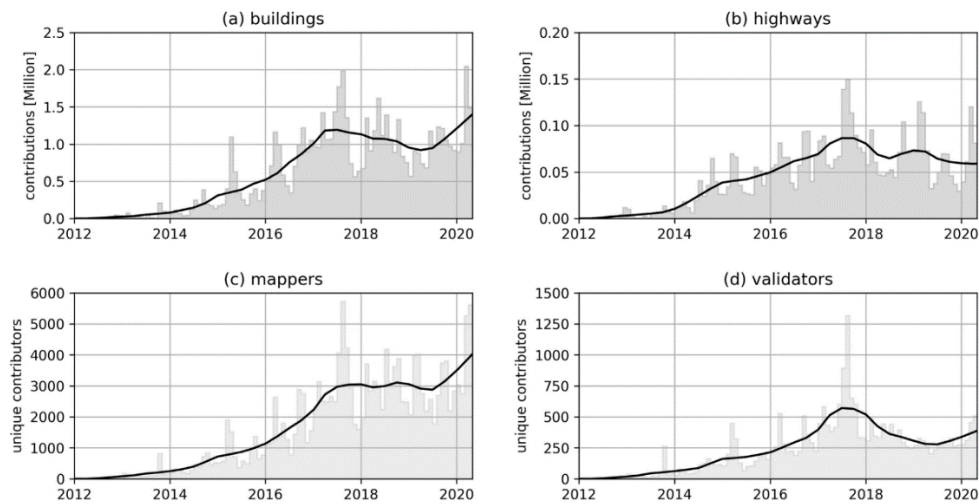 (a) buildings
contributions [Million]
2.5
2.0
1.5
1.0
0.5
0.0
2012 2014 2016 2018 2020
(b) highways
contributions [Million]
0.20
0.15
0.10
0.05
0.00
2012 2014 2016 2018 2020
(c) mappers
unique contributors
6000
5000
4000
3000
2000
1000
0
2012 2014 2016 2018 2020
(d) validators
unique contributors
1500
1250
1000
750
500
250
0
2012 2014 2016 2018 2020